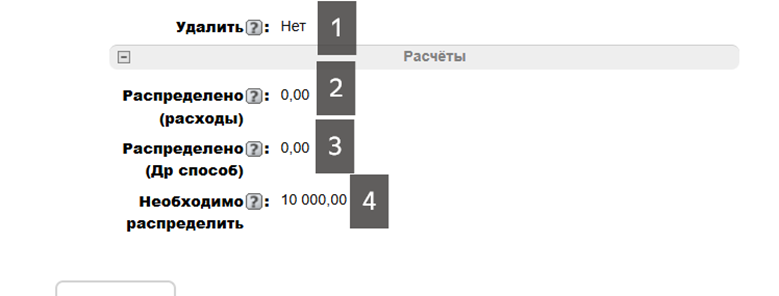 Удалить ?: Нет 1
Расчёты
Распределено ?: 0,00 2
(расходы)
Распределено ?: 0,00 3
(Др способ)
Необходимо ?: 10 000,00 4
распределить